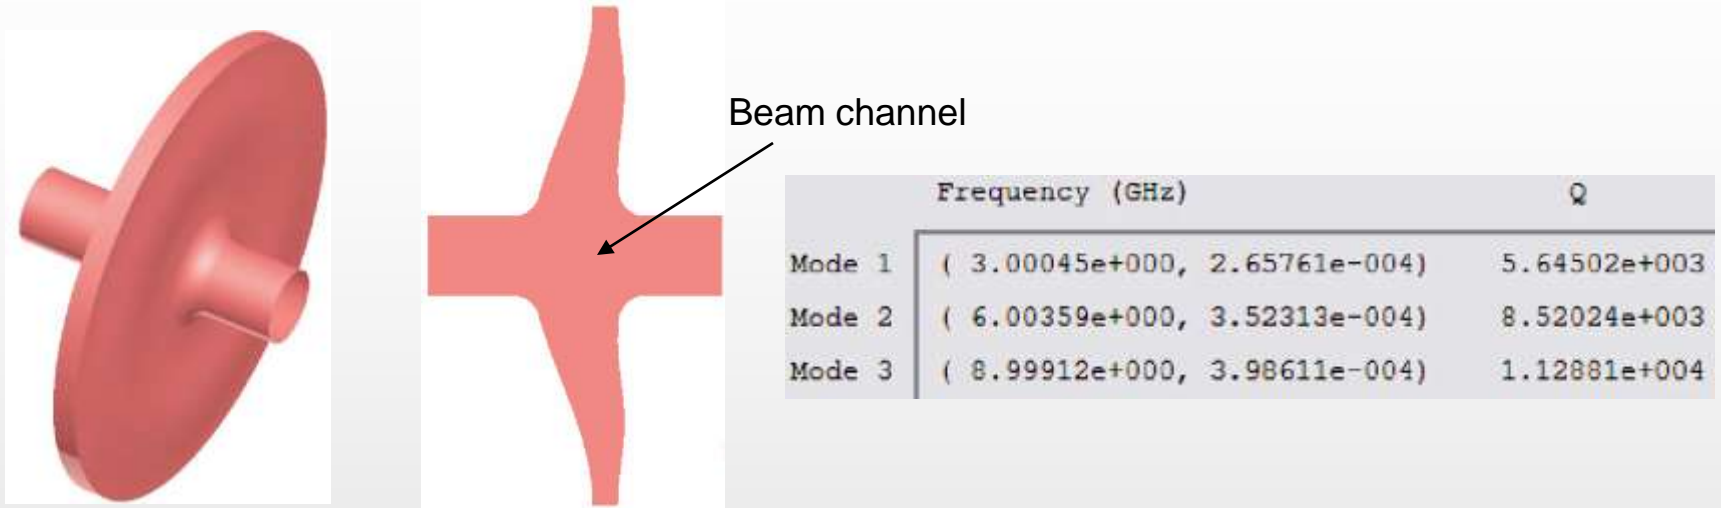 Beam channel
Frequency (GHz) Q
Mode 1 ( 3.00045e+000, 2.65761e-004) 5.64502e+003
Mode 2 ( 6.00359e+000, 3.52313e-004) 8.52024e+003
Mode 3 ( 8.99912e+000, 3.98611e-004) 1.12881e+004